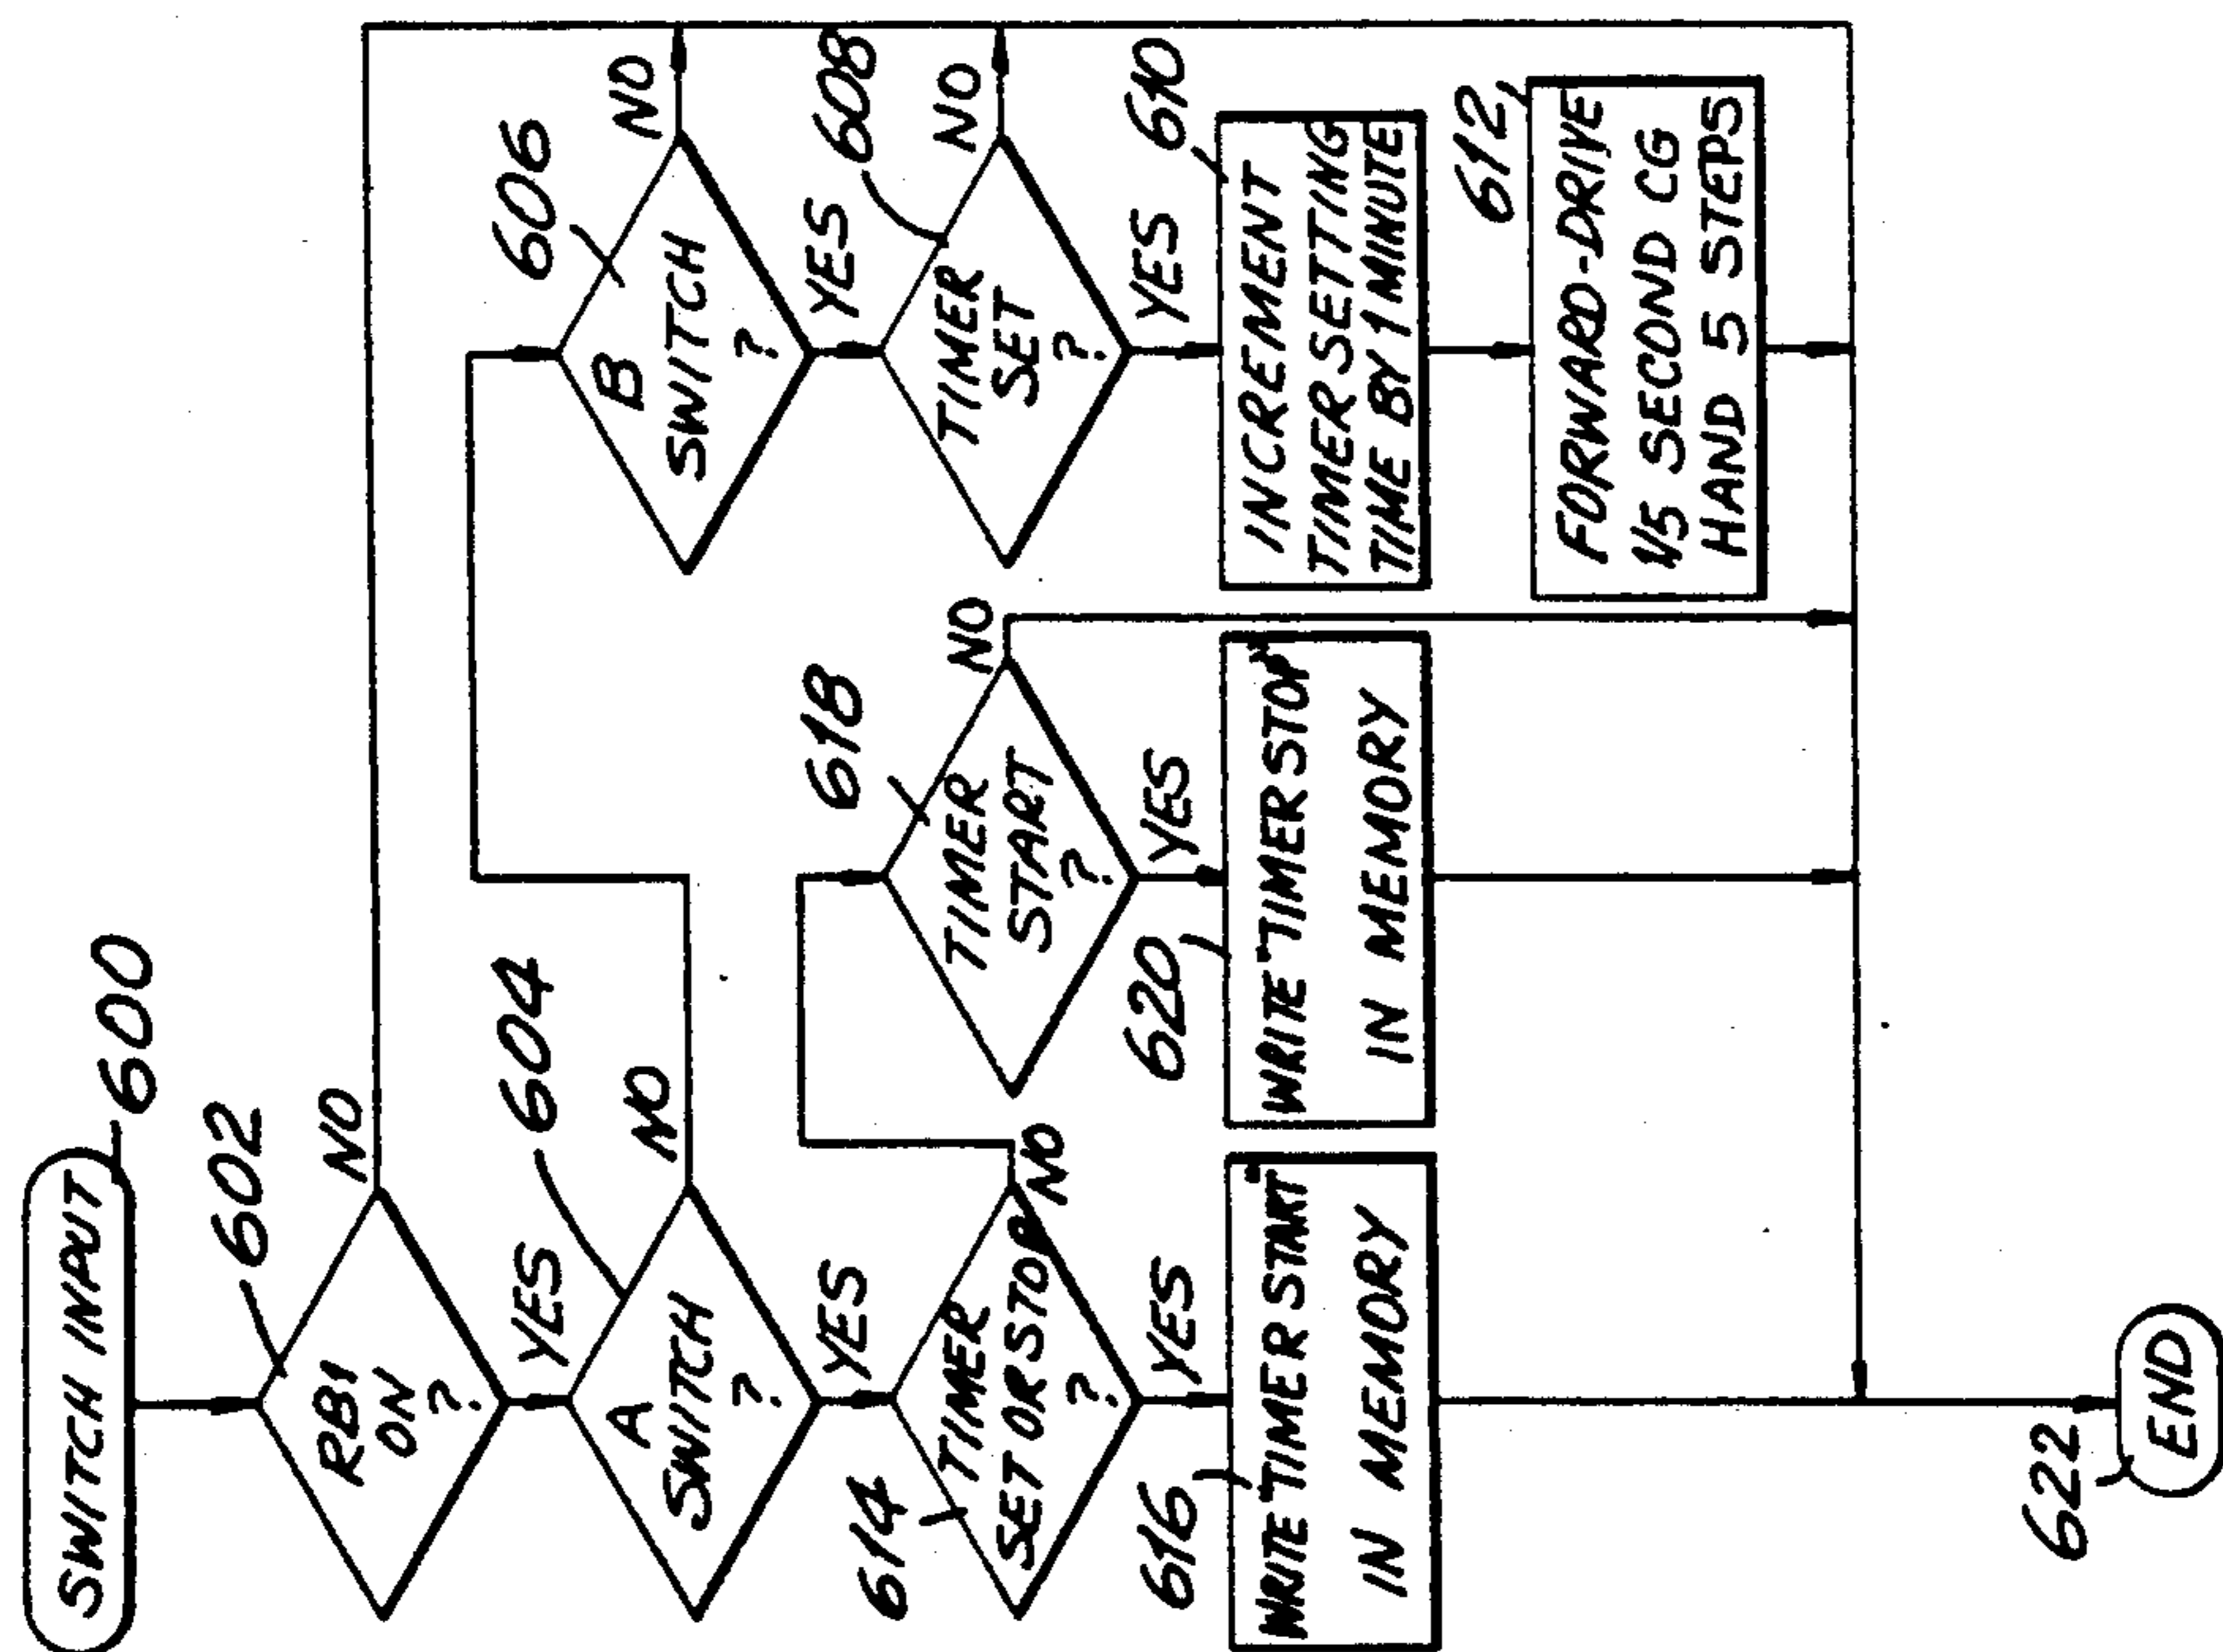 SWITCH INPUT
600
602
RB1
ON
?
NO
YES
604
A
SWITCH
?
NO
YES
606
B
SWITCH
?
NO
YES
608
TIMER
SET
?
NO
YES
610
INCREMENT
TIMER SETTING
TIME BY 1 MINUTE
612
FORWARD-DRIVE
1/5 SECOND CG
HAND 5 STEPS
614
TIMER
SET OR STOP
?
NO
YES
616
WRITE "TIMER START"
IN MEMORY
618
TIMER
START
?
NO
YES
620
WRITE "TIMER STOP"
IN MEMORY
622
END